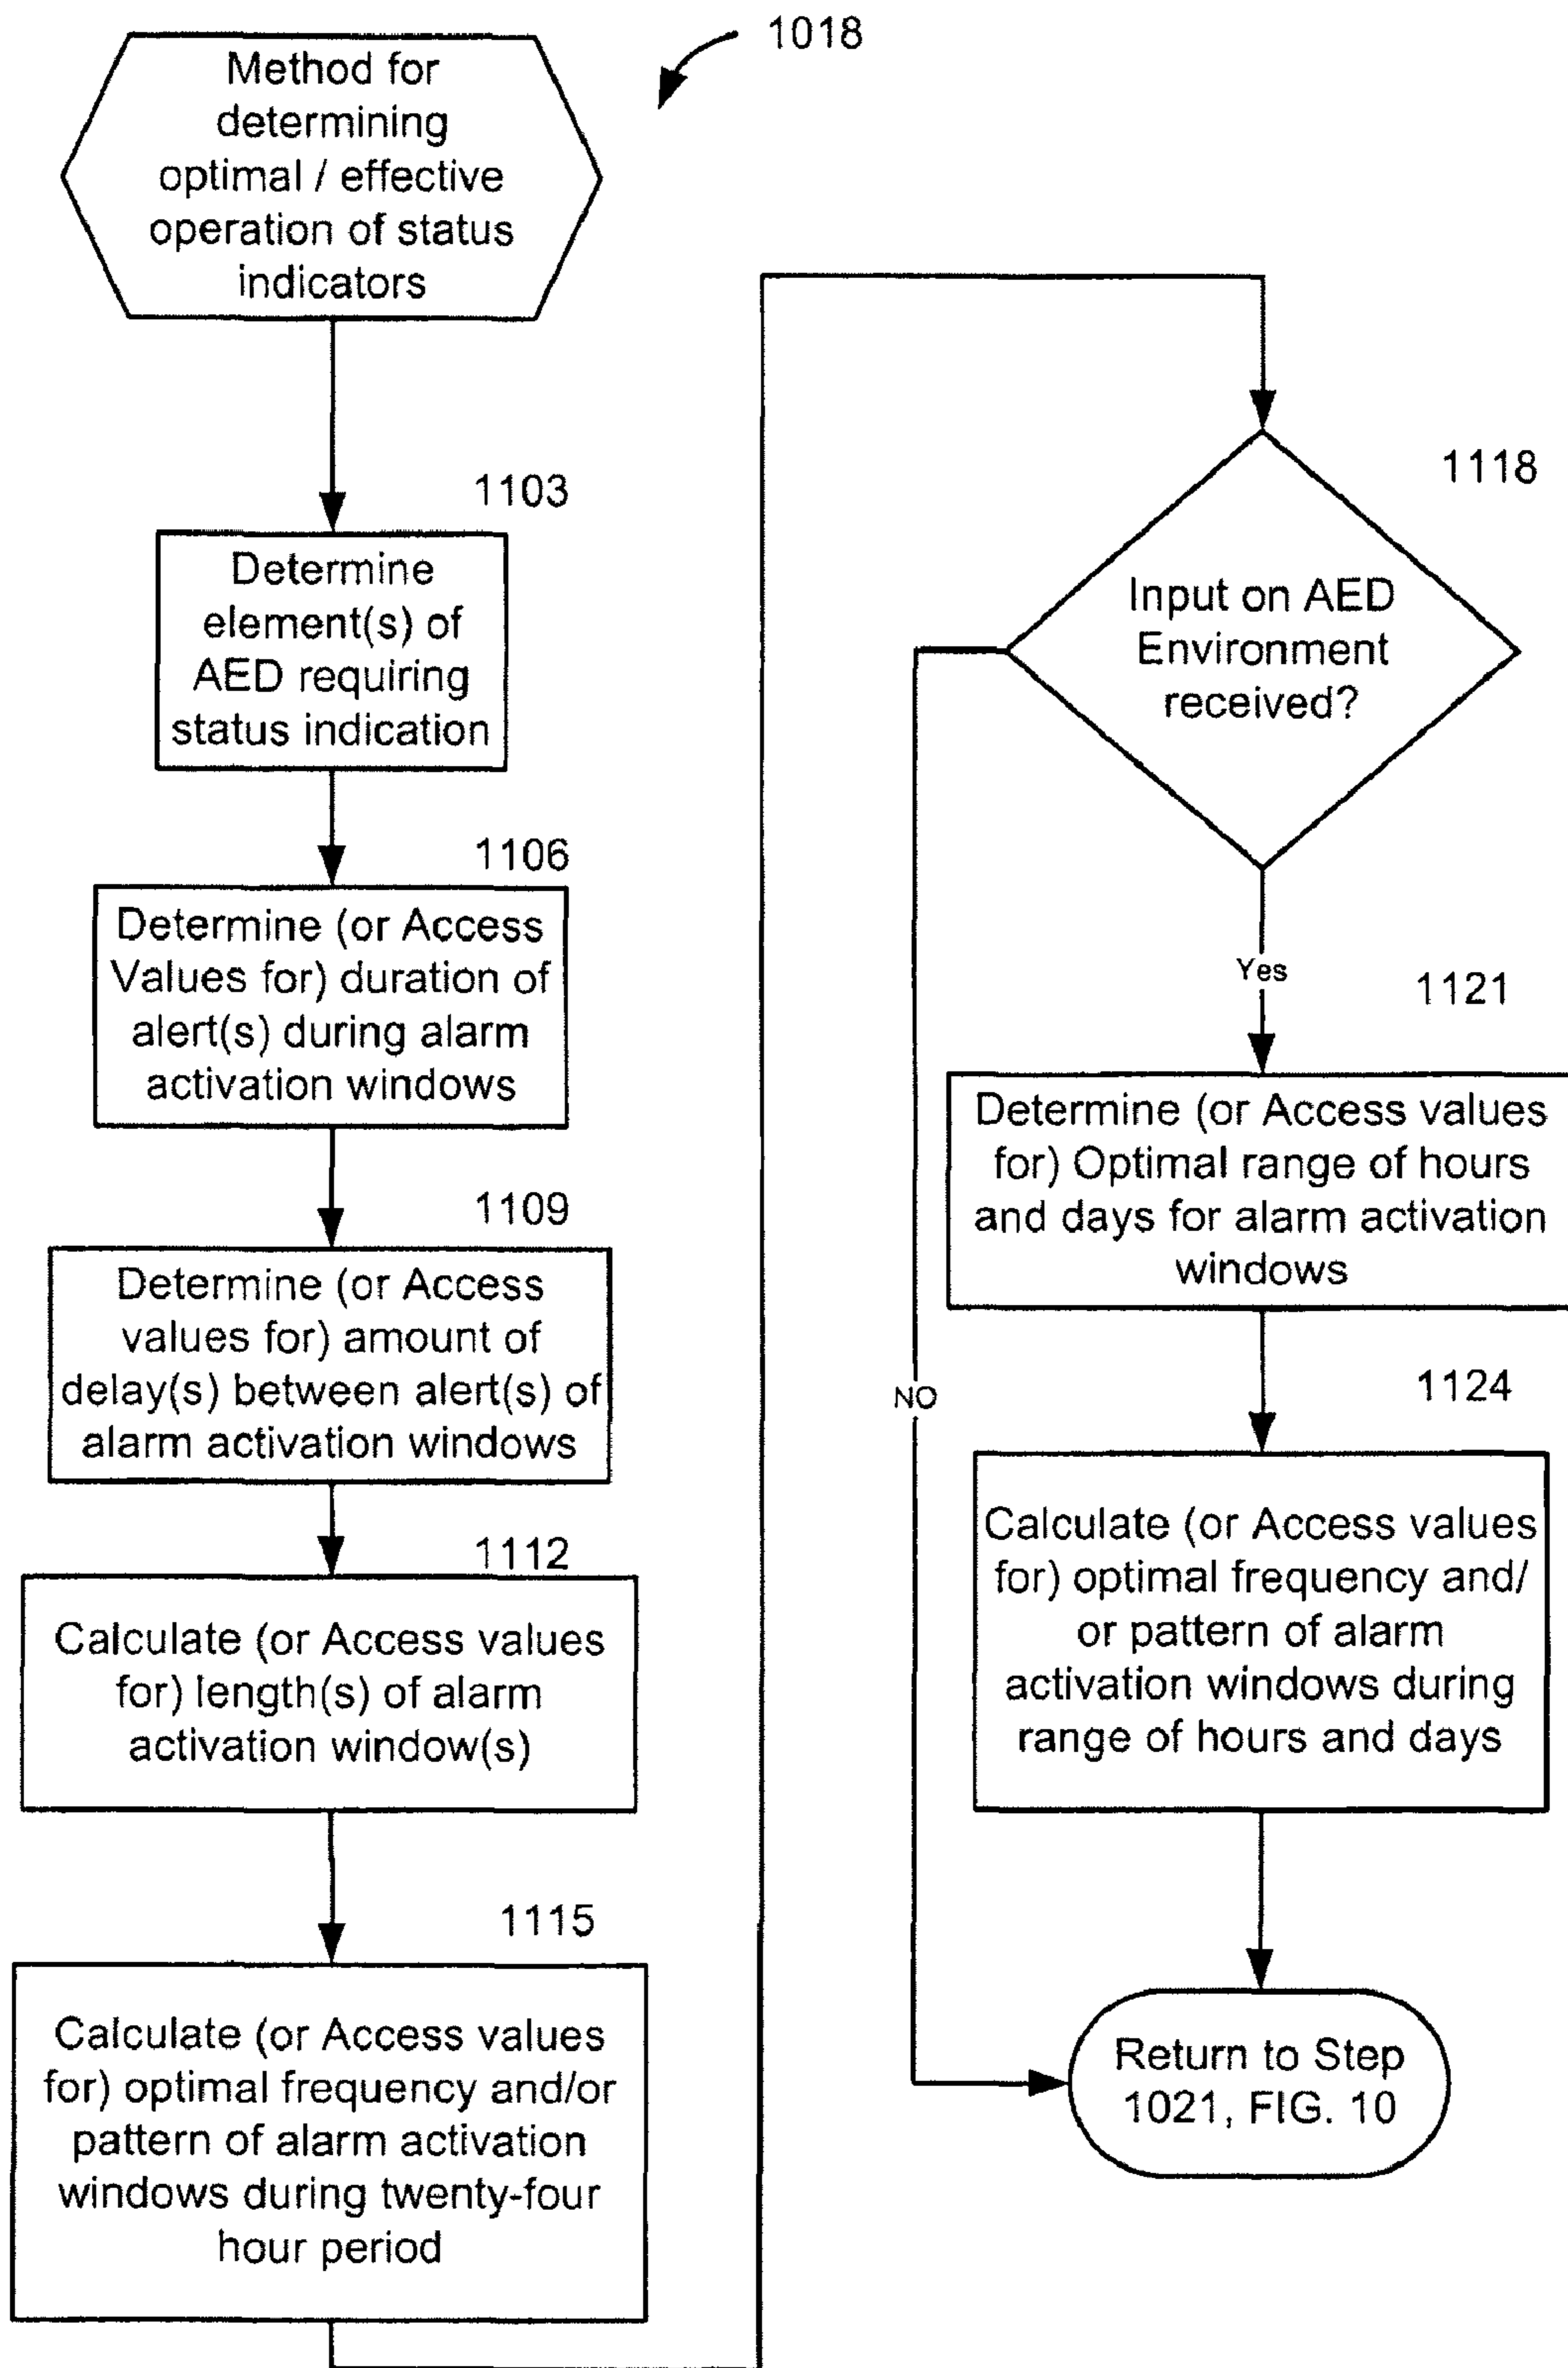 1018
Method for
determining
optimal / effective
operation of status
indicators
1103
Determine
element(s) of
AED requiring
status indication
1106
Determine (or Access
Values for) duration of
alert(s) during alarm
activation windows
1109
Determine (or Access
values for) amount of
delay(s) between alert(s) of
alarm activation windows
1112
Calculate (or Access values
for) length(s) of alarm
activation window(s)
1115
Calculate (or Access values
for) optimal frequency and/or
pattern of alarm activation
windows during twenty-four
hour period
1118
Input on AED
Environment
received?
Yes
NO
1121
Determine (or Access values
for) Optimal range of hours
and days for alarm activation
windows
1124
Calculate (or Access values
for) optimal frequency and/
or pattern of alarm
activation windows during
range of hours and days
Return to Step
1021, FIG. 10